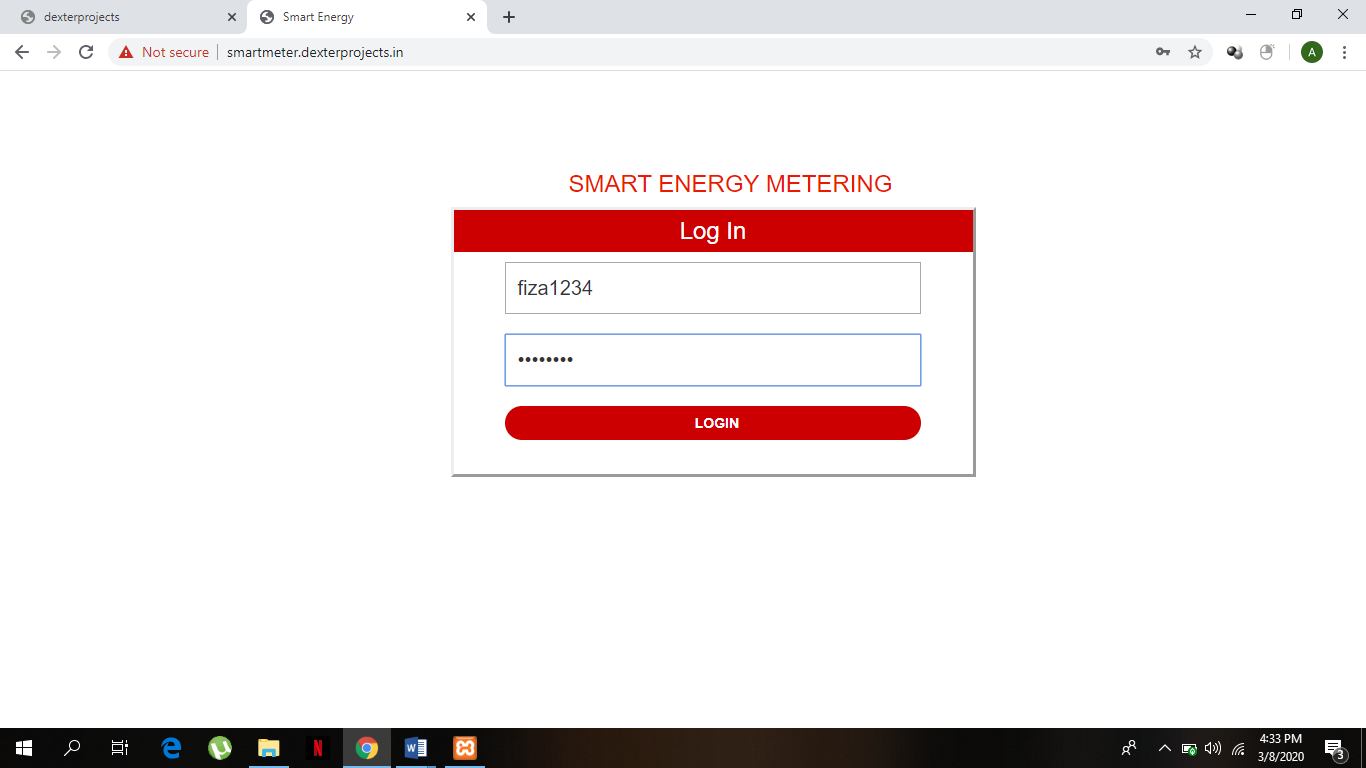 dexterprojects
Smart Energy
Not secure
smartmeter.dexterprojects.in
A
SMART ENERGY METERING
Log In
fiza1234
••••••••
LOGIN
N
W
4:33 PM
3/8/2020
3